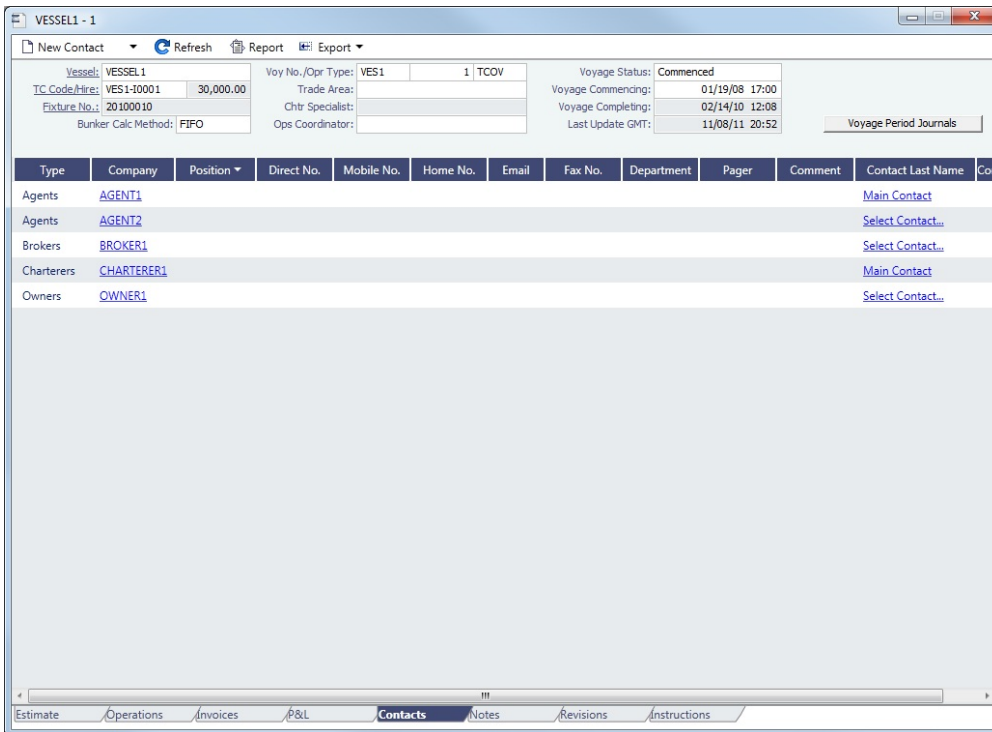 VESSEL1 - 1
New Contact Refresh Report Export
Vessel: VESSEL1 Voy No./Opr Type: VES1 1 TCOV Voyage Status: Commenced
TC Code/Hire: VES1-I0001 30,000.00 Trade Area: Voyage Commencing: 01/19/08 17:00
Fixture No.: 20100010 Chtr Specialist: Voyage Completing: 02/14/10 12:08
Bunker Calc Method: FIFO Ops Coordinator: Last Update GMT: 11/08/11 20:52 Voyage Period Journals
Type Company Position Direct No. Mobile No. Home No. Email Fax No. Department Pager Comment Contact Last Name Co
Agents AGENT1 Main Contact
Agents AGENT2 Select Contact...
Brokers BROKER1 Select Contact...
Charterers CHARTERER1 Main Contact
Owners OWNER1 Select Contact...
Estimate Operations Invoices P&L Contacts Notes Revisions Instructions